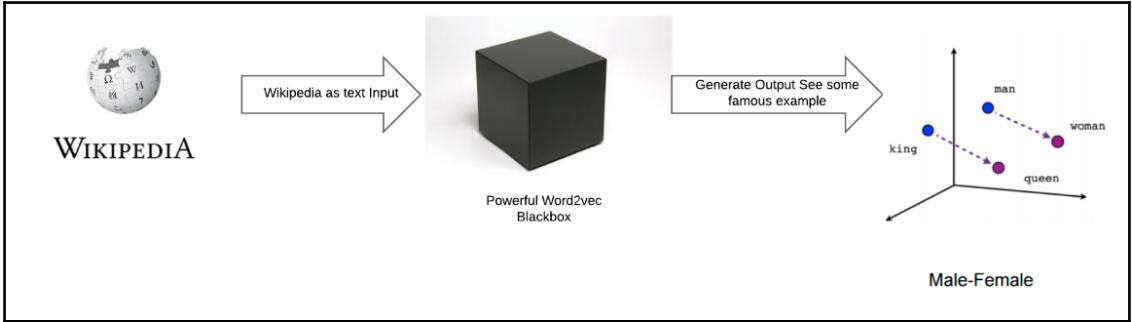 WIKIPEDIA
Wikipedia as text Input
Powerful Word2vec
Blackbox
Generate Output See some
famous example
man
woman
king
queen
Male-Female